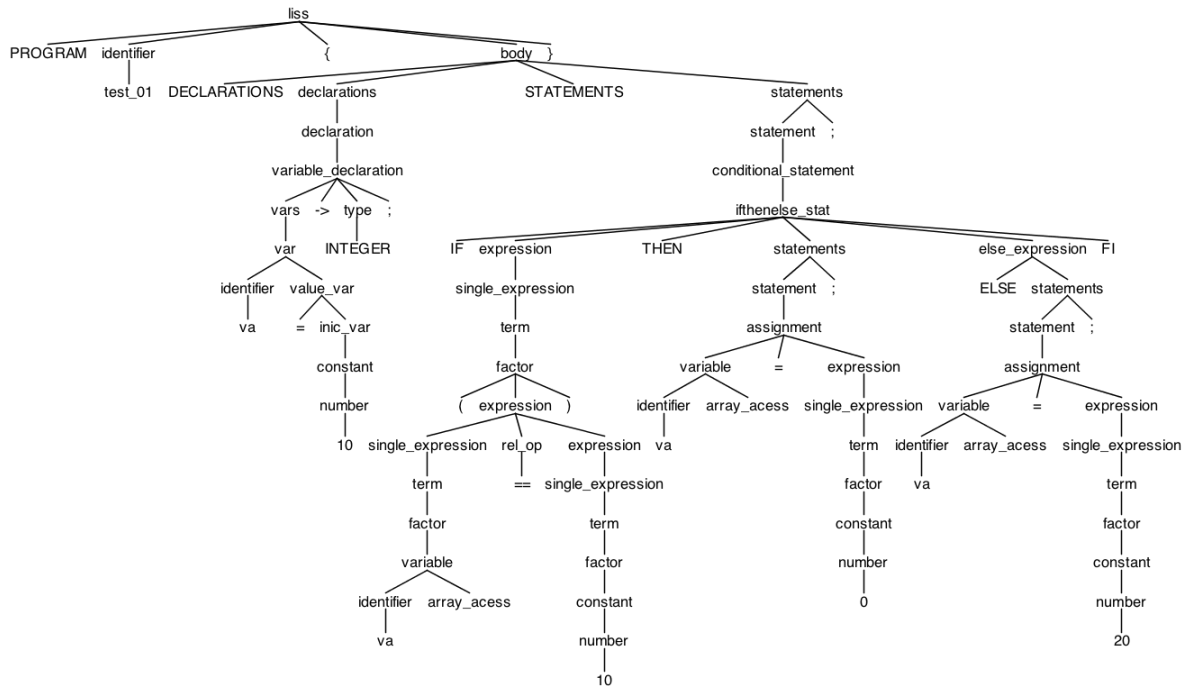 liss
PROGRAM identifier { body }
test_01 DECLARATIONS declarations STATEMENTS statements
declaration statement ;
variable_declaration conditional_statement
vars -> type ; ifthenelse_stat
var INTEGER IF expression THEN statements else_expression FI
identifier value_var single_expression statement ; ELSE statements
va = inic_var term assignment statement ;
constant factor variable = expression assignment
number ( expression ) identifier array_acess single_expression variable = expression
10 single_expression rel_op expression va term identifier array_acess single_expression
term == single_expression factor va term
factor term constant factor
variable factor number constant
identifier array_acess constant 0 number
va number 20
10